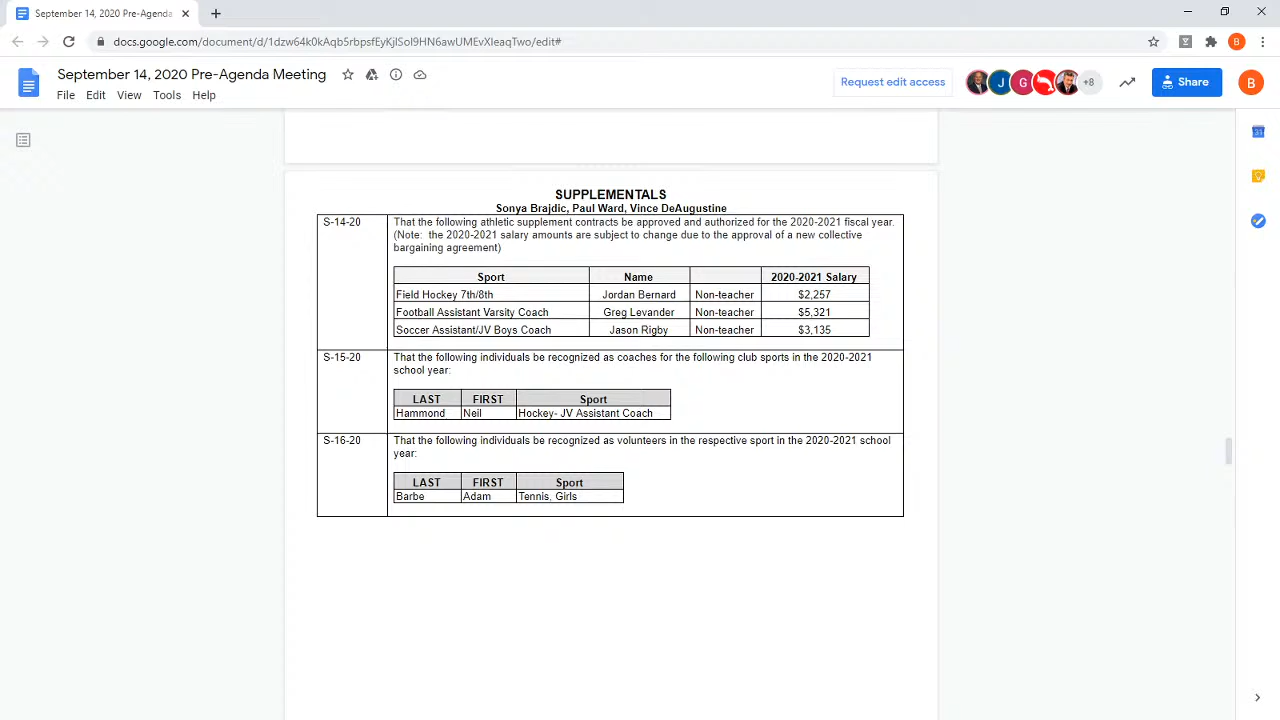 September 14, 2020 Pre-Agenda
docs.google.com/document/d/1dzw64k0kAqb5rbpsfEyKjlSol9HN6awUMEvXIeaqTwo/edit#
B
September 14, 2020 Pre-Agenda Meeting
File Edit View Tools Help
Request edit access
J G +8
Share
B
31
SUPPLEMENTALS
Sonya Brajdic, Paul Ward, Vince DeAugustine
S-14-20 That the following athletic supplement contracts be approved and authorized for the 2020-2021 fiscal year.
(Note: the 2020-2021 salary amounts are subject to change due to the approval of a new collective
bargaining agreement)
Sport Name 2020-2021 Salary
Field Hockey 7th/8th Jordan Bernard Non-teacher $2,257
Football Assistant Varsity Coach Greg Levander Non-teacher $5,321
Soccer Assistant/JV Boys Coach Jason Rigby Non-teacher $3,135
S-15-20 That the following individuals be recognized as coaches for the following club sports in the 2020-2021
school year:
LAST FIRST Sport
Hammond Neil Hockey- JV Assistant Coach
S-16-20 That the following individuals be recognized as volunteers in the respective sport in the 2020-2021 school
year:
LAST FIRST Sport
Barbe Adam Tennis, Girls